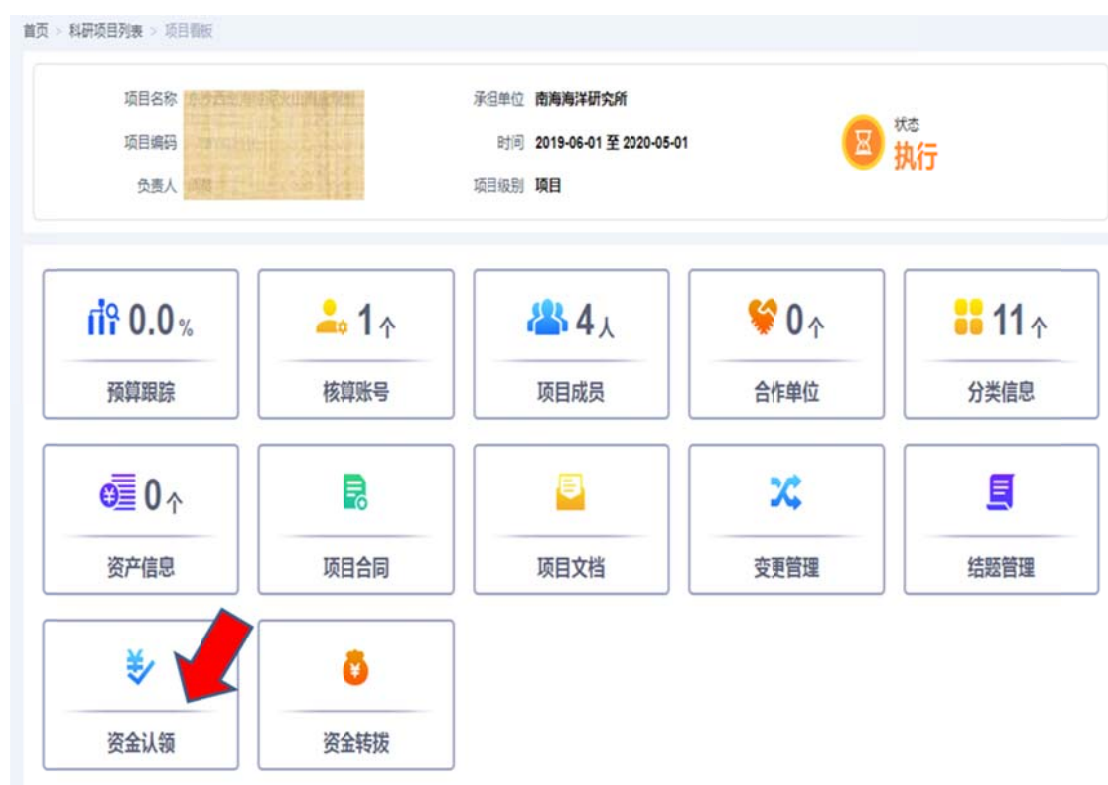 首页 > 科研项目列表 > 项目看板
项目名称
承担单位 南海海洋研究所
状态
执行
项目编码
时间 2019-06-01 至 2020-05-01
负责人
项目级别 项目
0.0 % 1 个 4 人 0 个 11 个
预算跟踪 核算账号 项目成员 合作单位 分类信息
0 个
资产信息 项目合同 项目文档 变更管理 结题管理
资金认领 资金转拨